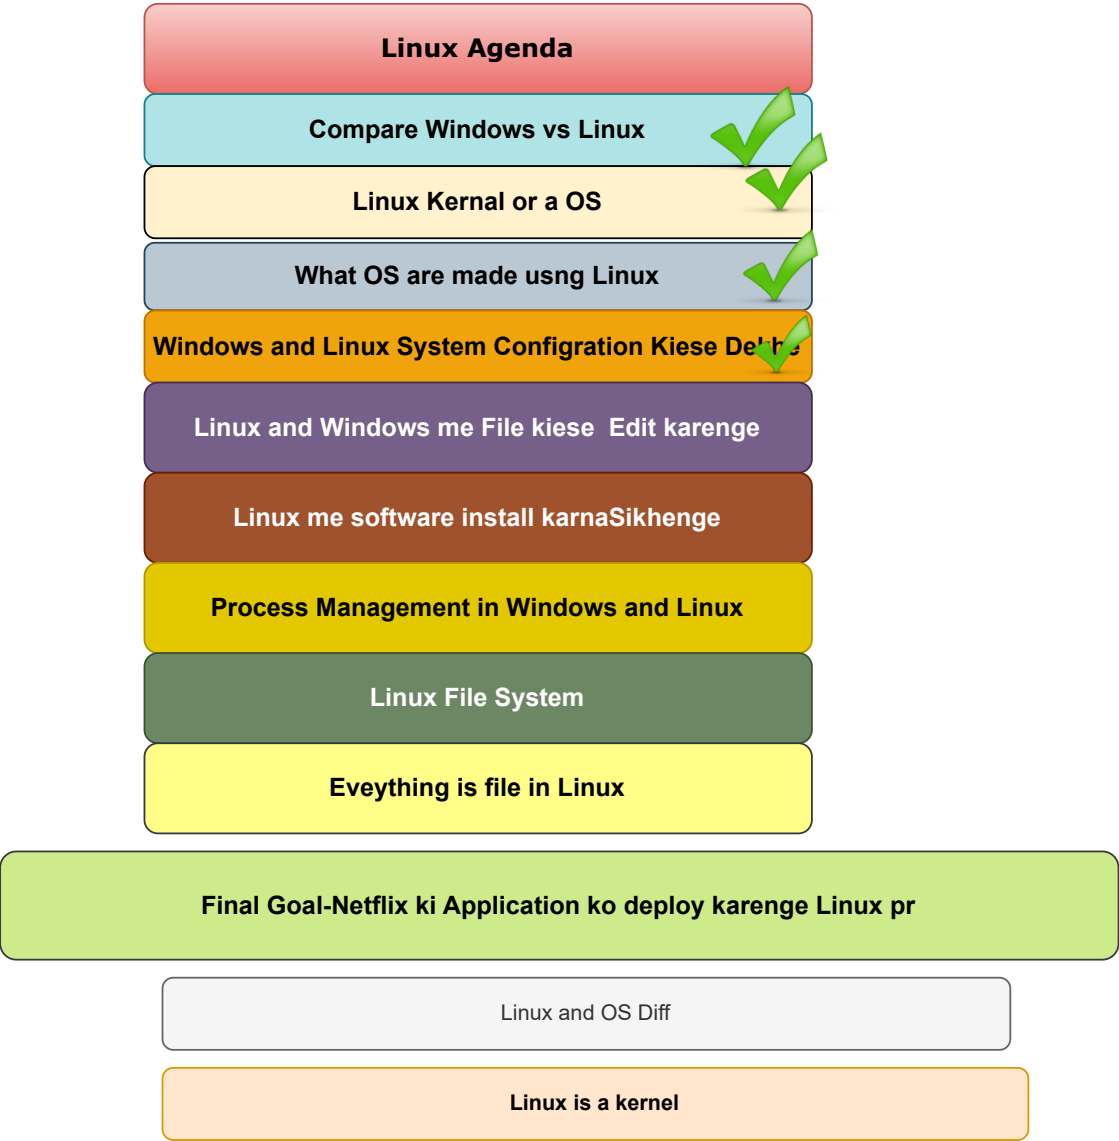 Linux Agenda
Compare Windows vs Linux
Linux Kernal or a OS
What OS are made usng Linux
Windows and Linux System Configration Kiese Dekhe
Linux and Windows me File kiese  Edit karenge
Linux me software install karnaSikhenge
Process Management in Windows and Linux
Linux File System
Eveything is file in Linux
Final Goal-Netflix ki Application ko deploy karenge Linux pr
Linux and OS Diff
Linux is a kernel